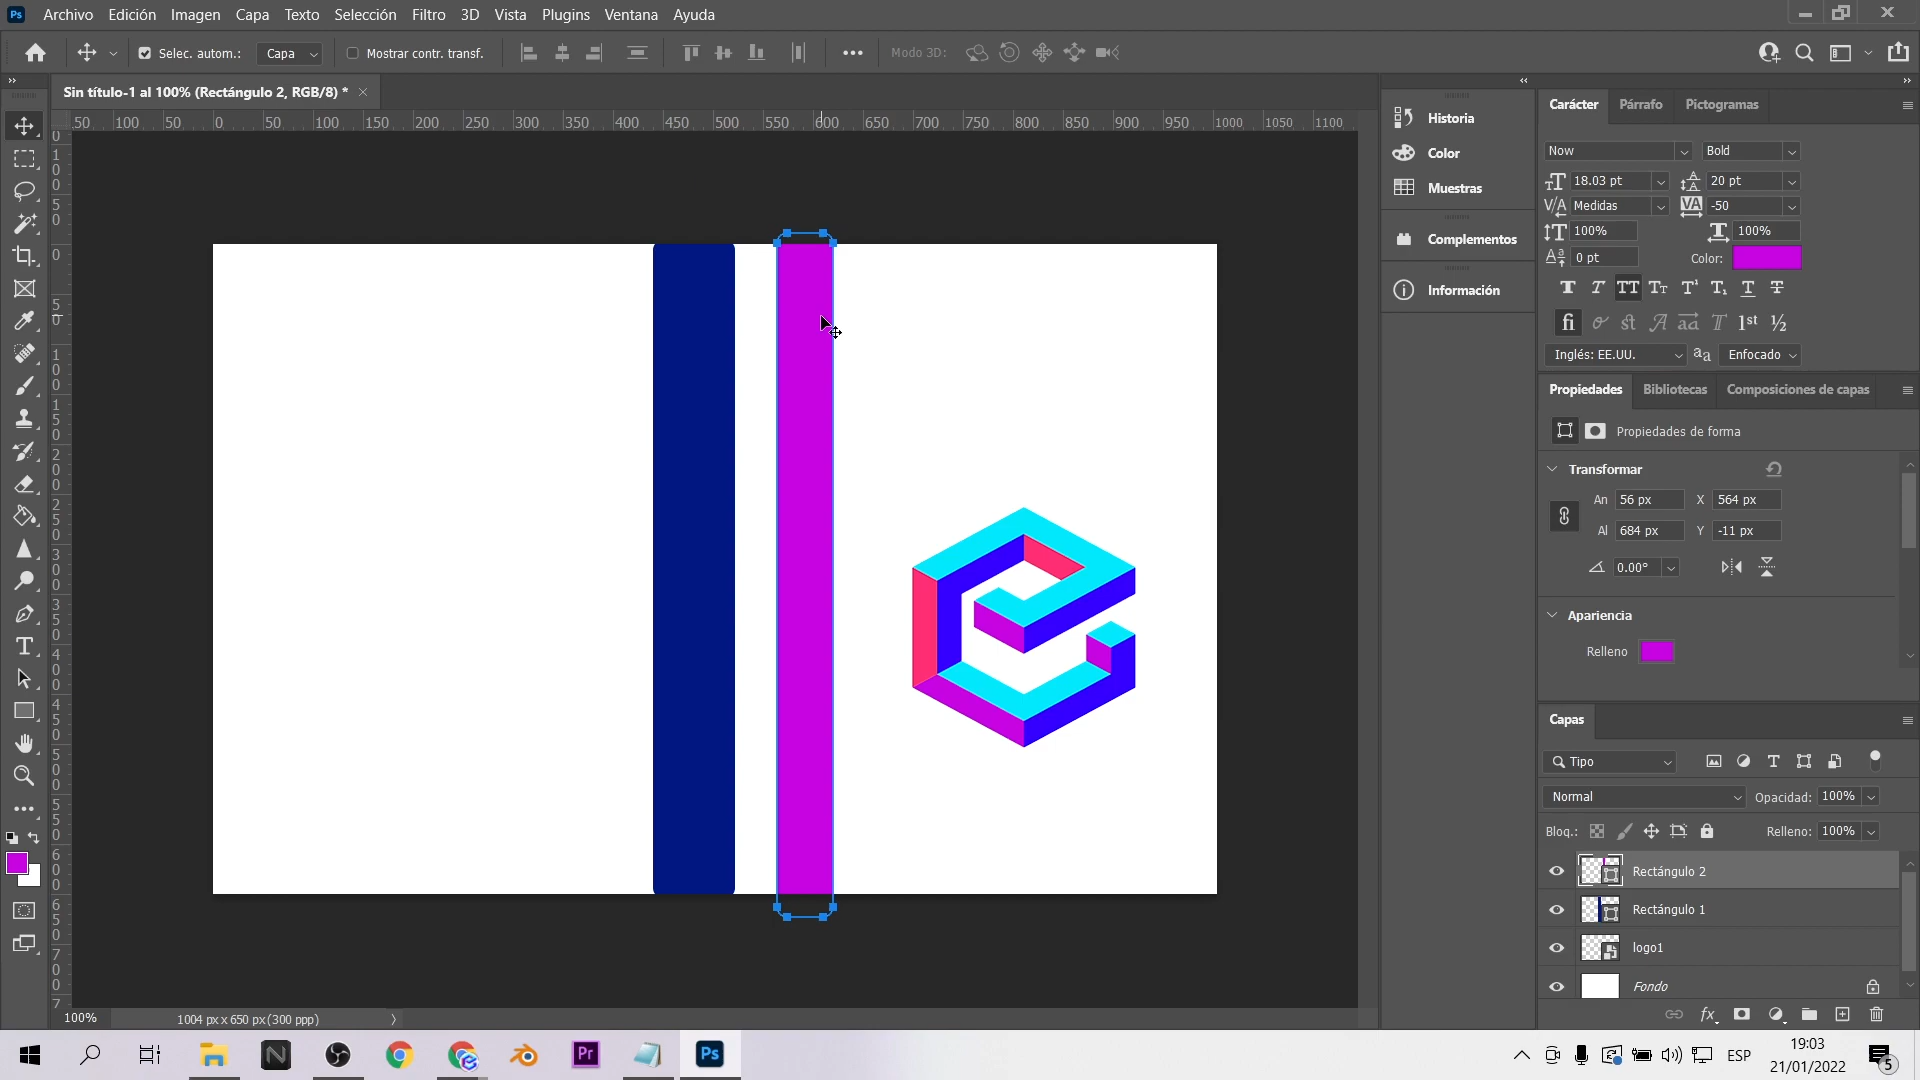 Ps Archivo Edición Imagen Capa Texto Selección Filtro 3D Vista Plugins Ventana Ayuda
Selec. autom.: Capa Mostrar contr. transf. Modo 3D:
Sin título-1 al 100% (Rectángulo 2, RGB/8) *
50 100 50 0 50 100 150 200 250 300 350 400 450 500 550 600 650 700 750 800 850 900 950 1000 1050 1100
Historia
Color
Muestras
Complementos
Información
Carácter Párrafo Pictogramas
Now Bold
18.03 pt 20 pt
Medidas -50
100% 100%
0 pt Color:
Inglés: EE.UU. aa Enfocado
Propiedades Bibliotecas Composiciones de capas
Propiedades de forma
Transformar
An 56 px X 564 px
Al 684 px Y -11 px
0.00°
Apariencia
Relleno
Capas
Tipo
Normal Opacidad: 100%
Bloq.: Relleno: 100%
Rectángulo 2
Rectángulo 1
logo1
Fondo
100% 1004 px x 650 px (300 ppp)
N Pr Ps ESP 19:03
21/01/2022 5